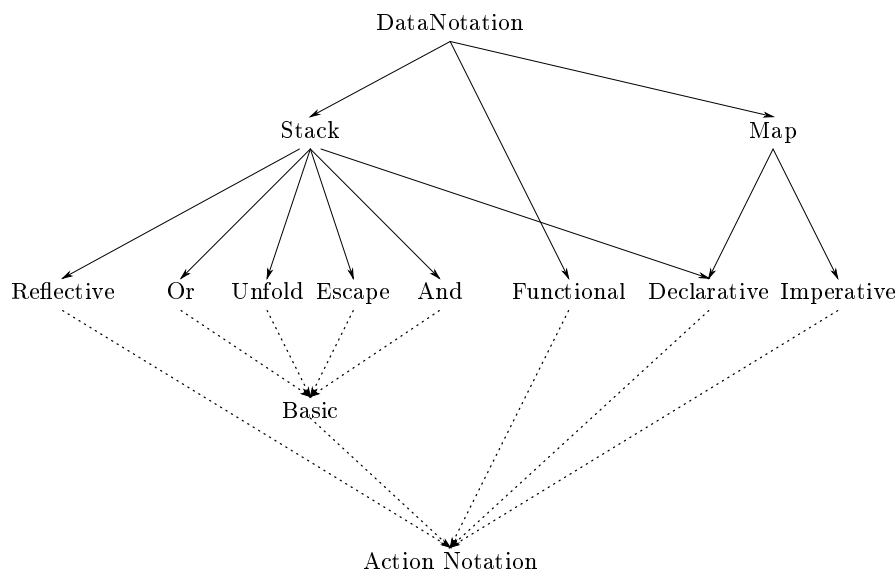 DataNotation
Stack Map
Reflective Or Unfold Escape And Functional Declarative Imperative
Basic
Action Notation